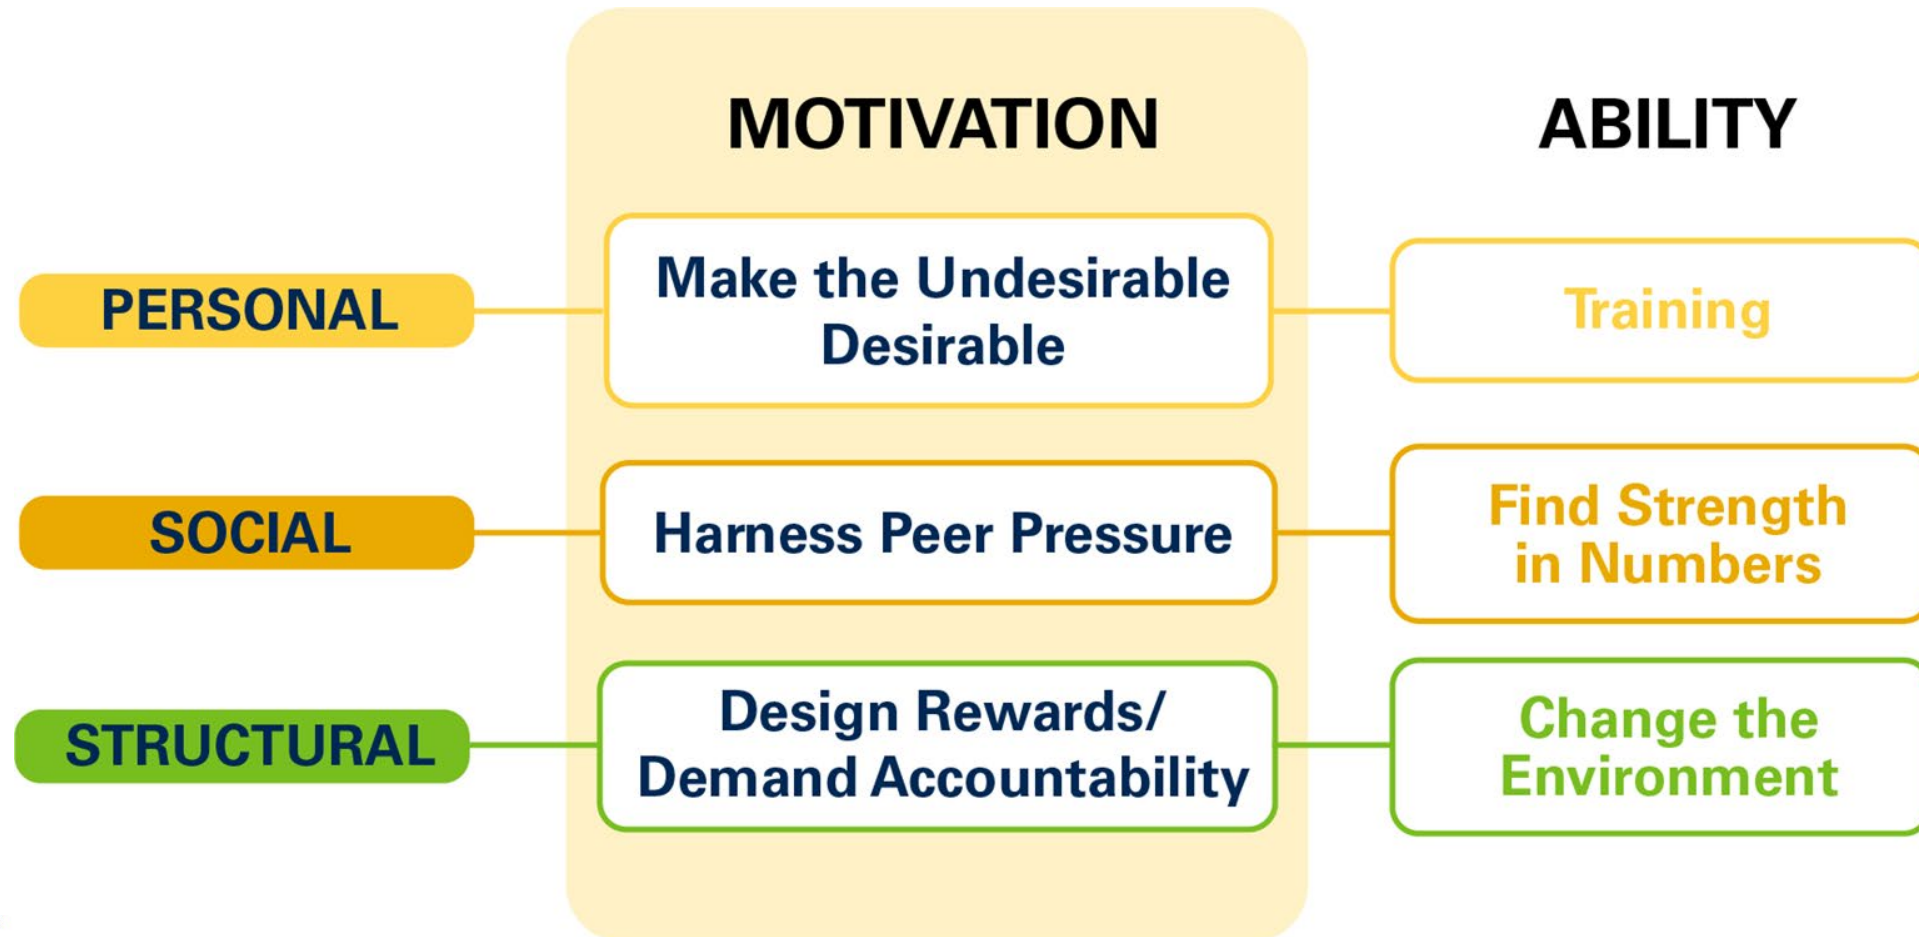 MOTIVATION
ABILITY
PERSONAL
Make the Undesirable
Desirable
Training
SOCIAL
Harness Peer Pressure
Find Strength
in Numbers
STRUCTURAL
Design Rewards/
Demand Accountability
Change the
Environment